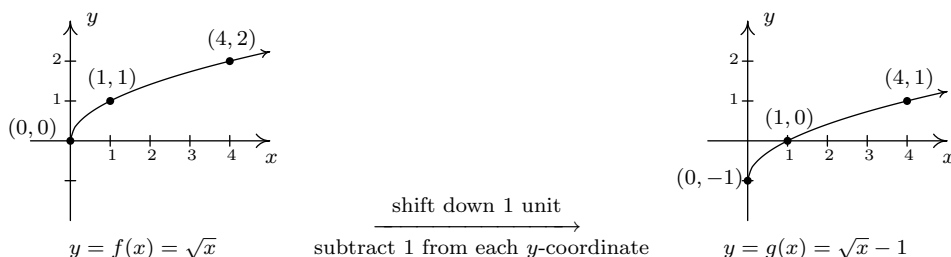 y
(4, 2)
2
(1, 1)
1
(0, 0)
1 2 3 4 x
y = f(x) = √x
shift down 1 unit
subtract 1 from each y-coordinate
y
2
(4, 1)
1
(1, 0)
1 2 3 4 x
(0, −1)
y = g(x) = √x − 1